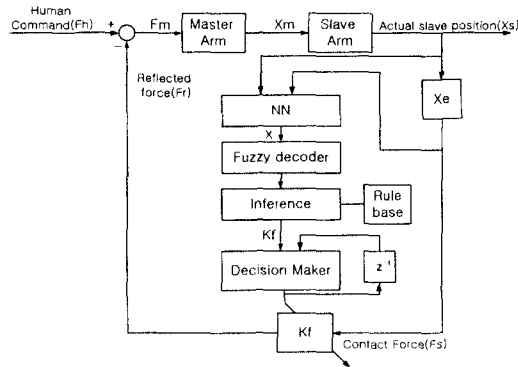 Human
Command(Fh)
+
−
Fm
Master
Arm
Xm
Slave
Arm
Actual slave position(Xs)
Reflected
force(Fr)
Xe
NN
X
Fuzzy decoder
Inference
Rule
base
Kf
Decision Maker
z⁻¹
Kf
Contact Force(Fs)